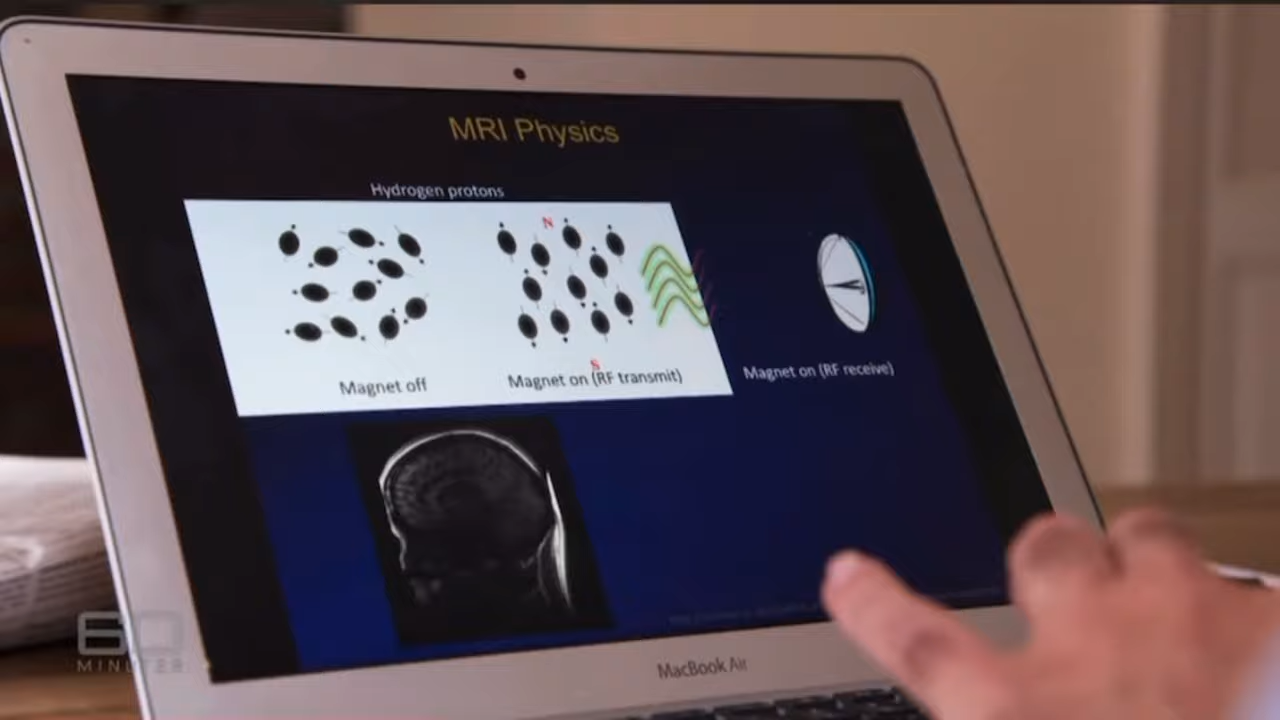 MRI Physics
Hydrogen protons
N
S
Magnet off
Magnet on (RF transmit)
Magnet on (RF receive)
MacBook Air
60
MINUTES